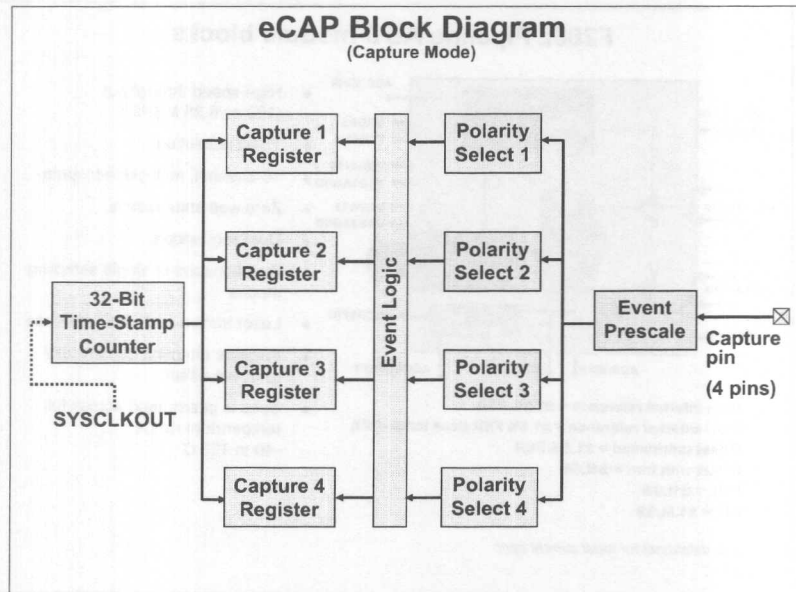 eCAP Block Diagram
(Capture Mode)
Capture 1
Register
Polarity
Select 1
Capture 2
Register
Polarity
Select 2
32-Bit
Time-Stamp
Counter
Event Logic
Event
Prescale
Capture
pin
(4 pins)
Capture 3
Register
Polarity
Select 3
SYSCLKOUT
Capture 4
Register
Polarity
Select 4